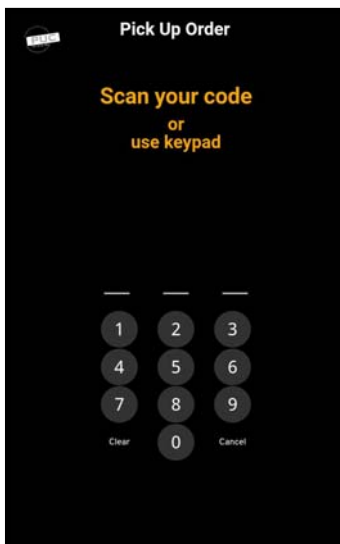 PUC
Pick Up Order
Scan your code
or
use keypad
1 2 3
4 5 6
7 8 9
Clear 0 Cancel